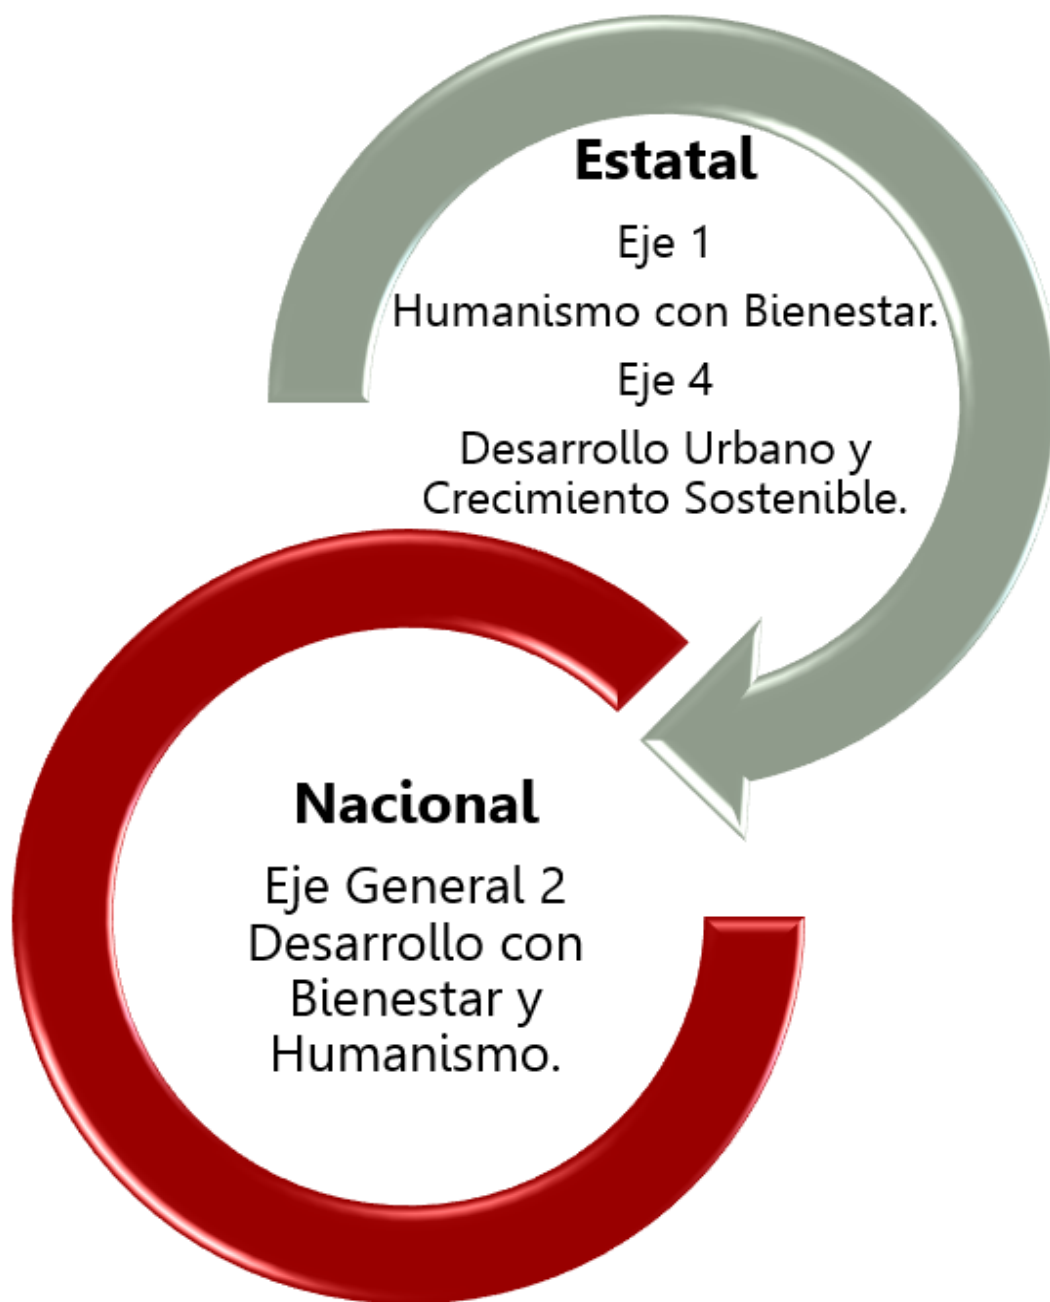 Estatal
Eje 1
Humanismo con Bienestar.
Eje 4
Desarrollo Urbano y
Crecimiento Sostenible.
Nacional
Eje General 2
Desarrollo con
Bienestar y
Humanismo.